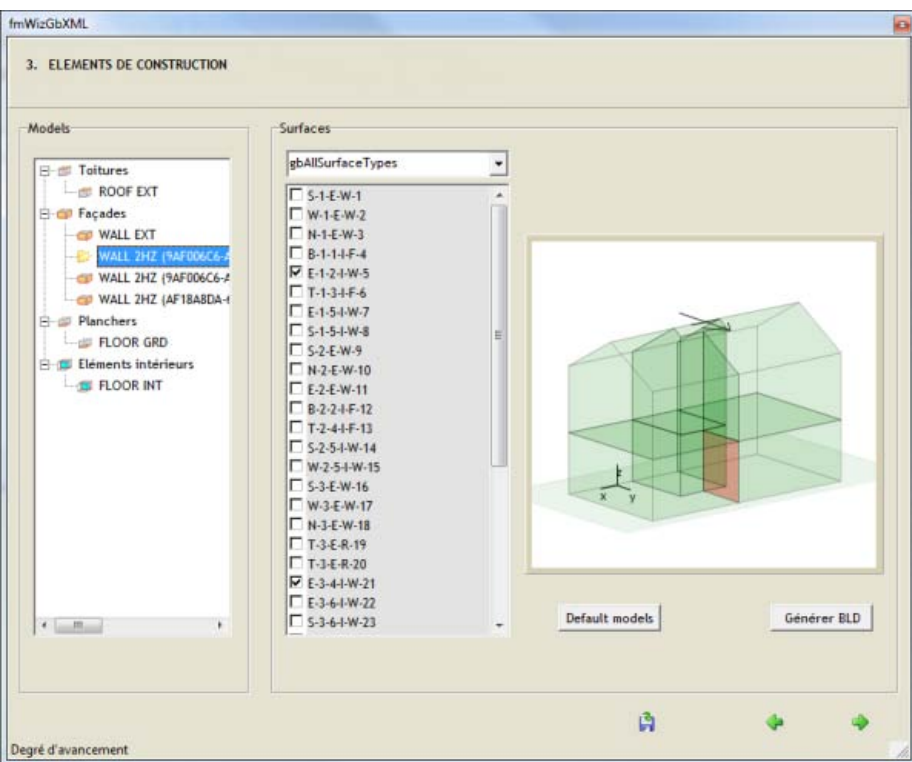 fmWizGbXML
3. ELEMENTS DE CONSTRUCTION
Models
Toitures
ROOF EXT
Façades
WALL EXT
WALL 2HZ (9AF006C6-A
WALL 2HZ (9AF006C6-A
WALL 2HZ (AF18A8DA-6
Planchers
FLOOR GRD
Eléments intérieurs
FLOOR INT
Surfaces
gbAllSurfaceTypes
S-1-E-W-1
W-1-E-W-2
N-1-E-W-3
B-1-1-I-F-4
E-1-2-I-W-5
T-1-3-I-F-6
E-1-5-I-W-7
S-1-5-I-W-8
S-2-E-W-9
N-2-E-W-10
E-2-E-W-11
B-2-2-I-F-12
T-2-4-I-F-13
S-2-5-I-W-14
W-2-5-I-W-15
S-3-E-W-16
W-3-E-W-17
N-3-E-W-18
T-3-E-R-19
T-3-E-R-20
E-3-4-I-W-21
E-3-6-I-W-22
S-3-6-I-W-23
z
x y
Default models
Générer BLD
Degré d'avancement